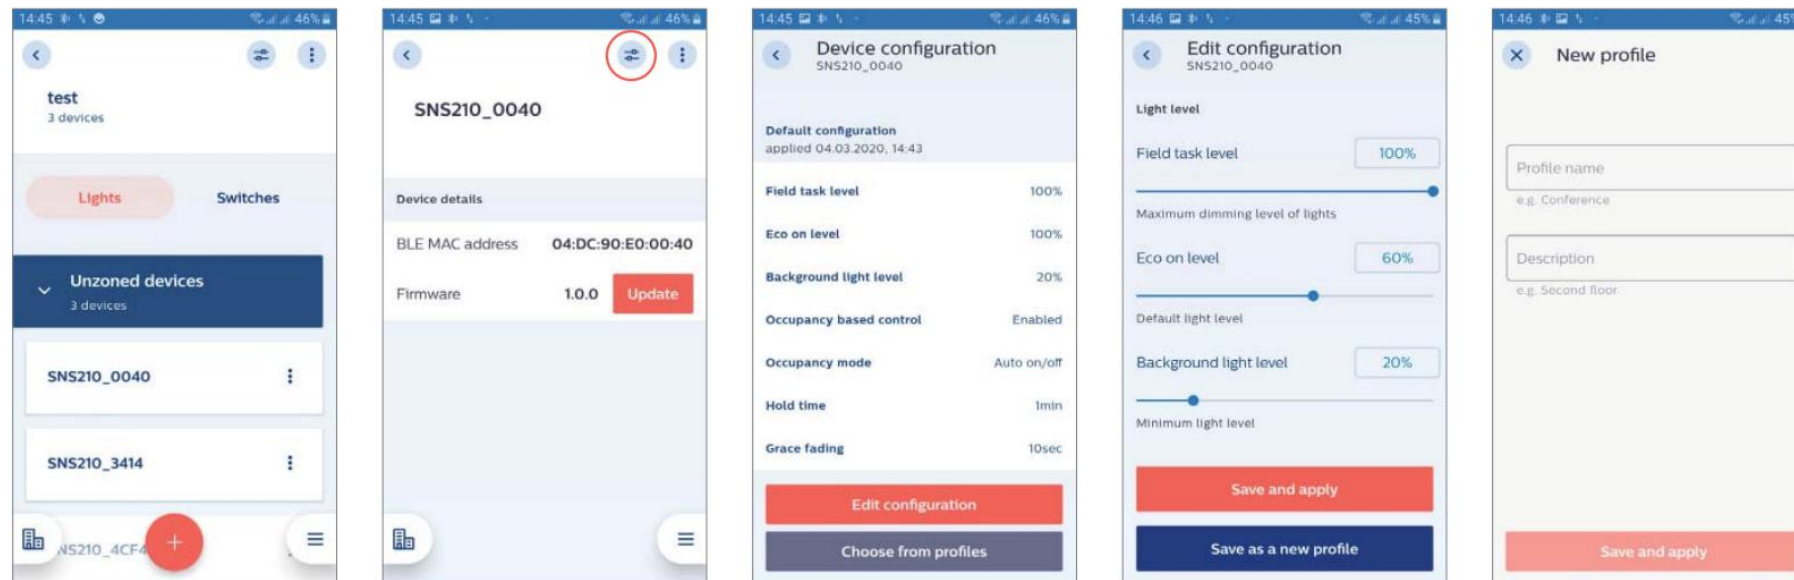 14:45
46%
test
3 devices
Lights
Switches
Unzoned devices
3 devices
SNS210_0040
SNS210_3414
+
14:45
46%
SNS210_0040
Device details
BLE MAC address 04:DC:90:E0:00:40
Firmware 1.0.0 Update
14:45
46%
Device configuration
SNS210_0040
Default configuration
applied 04.03.2020, 14:43
Field task level 100%
Eco on level 100%
Background light level 20%
Occupancy based control Enabled
Occupancy mode Auto on/off
Hold time 1min
Grace fading 10sec
Edit configuration
Choose from profiles
14:46
45%
Edit configuration
SNS210_0040
Light level
Field task level 100%
Maximum dimming level of lights
Eco on level 60%
Default light level
Background light level 20%
Minimum light level
Save and apply
Save as a new profile
14:46
New profile
Profile name
e.g. Conference
Description
e.g. Second floor
Save and apply